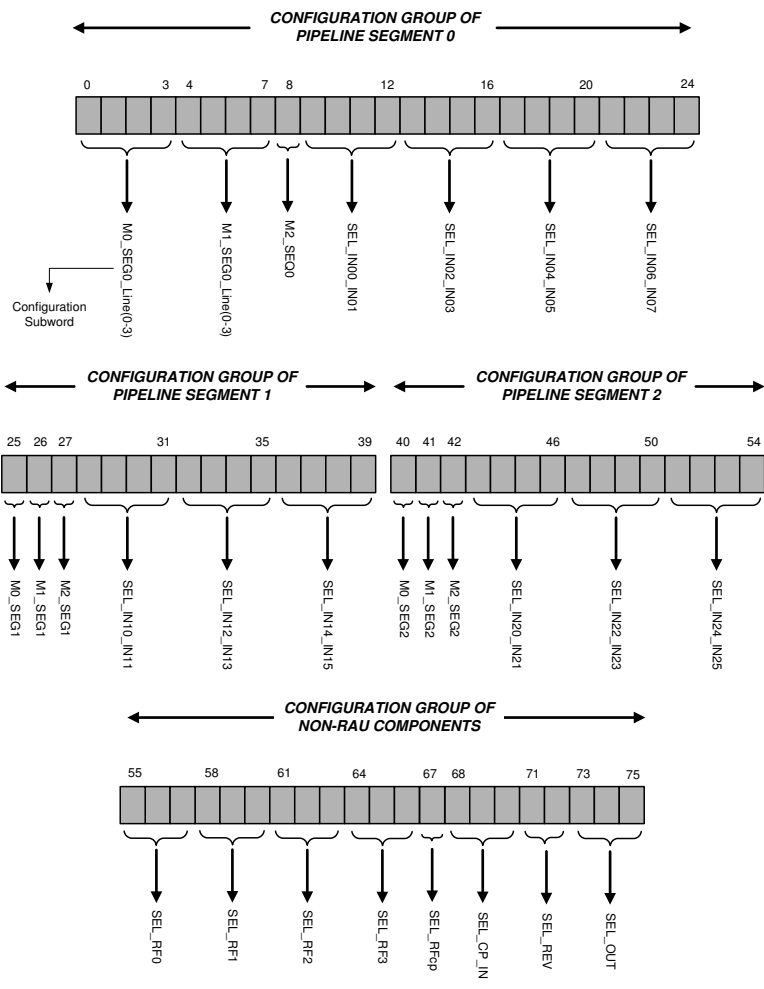 CONFIGURATION GROUP OF
PIPELINE SEGMENT 0
0 3 4 7 8 12 16 20 24
M0_SEG0_Line(0-3)
M1_SEG0_Line(0-3)
M2_SEQ0
SEL_IN00_IN01
SEL_IN02_IN03
SEL_IN04_IN05
SEL_IN06_IN07
Configuration
Subword
CONFIGURATION GROUP OF
PIPELINE SEGMENT 1
25 26 27 31 35 39
M0_SEG1
M1_SEG1
M2_SEG1
SEL_IN10_IN11
SEL_IN12_IN13
SEL_IN14_IN15
CONFIGURATION GROUP OF
PIPELINE SEGMENT 2
40 41 42 46 50 54
M0_SEG2
M1_SEG2
M2_SEG2
SEL_IN20_IN21
SEL_IN22_IN23
SEL_IN24_IN25
CONFIGURATION GROUP OF
NON-RAU COMPONENTS
55 58 61 64 67 68 71 73 75
SEL_RF0
SEL_RF1
SEL_RF2
SEL_RF3
SEL_RFcp
SEL_CP_IN
SEL_REV
SEL_OUT